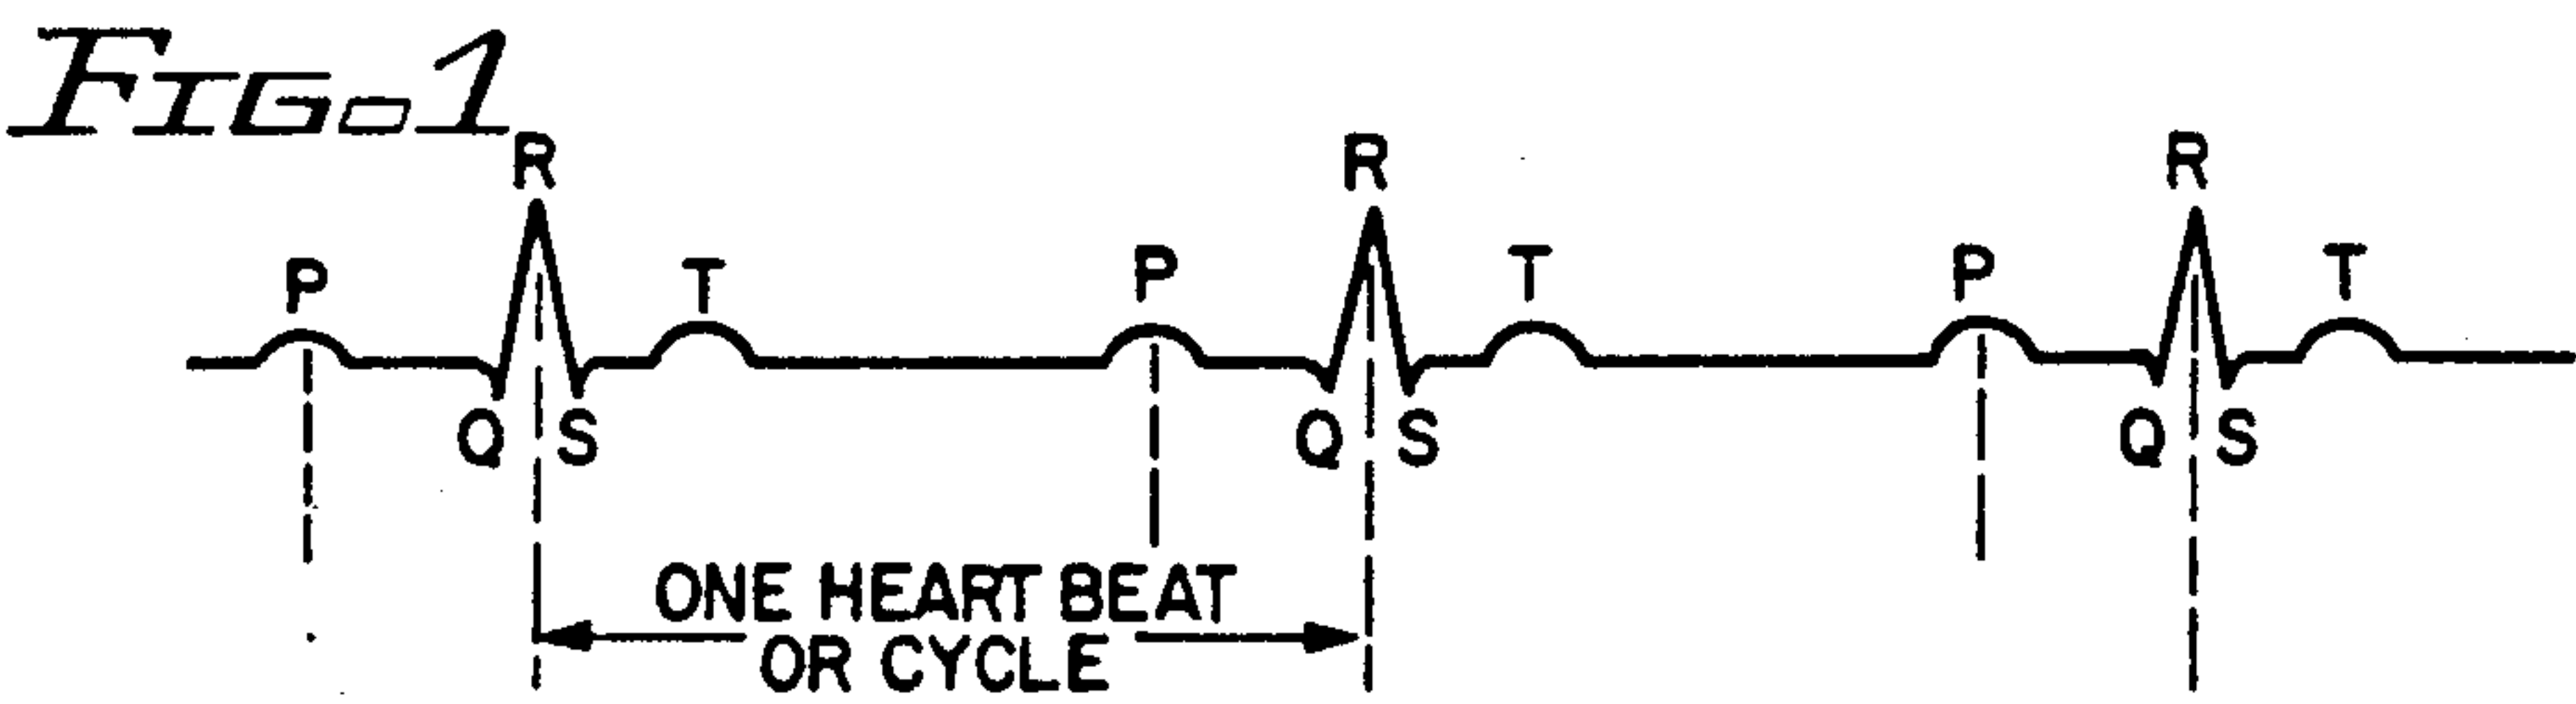 FIG. 1
R R R
P T P T P T
Q S Q S Q S
ONE HEART BEAT
OR CYCLE